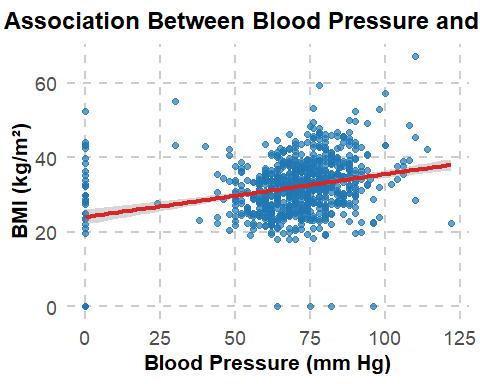 Association Between Blood Pressure and
60
40
20
0
BMI (kg/m²)
0 25 50 75 100 125
Blood Pressure (mm Hg)